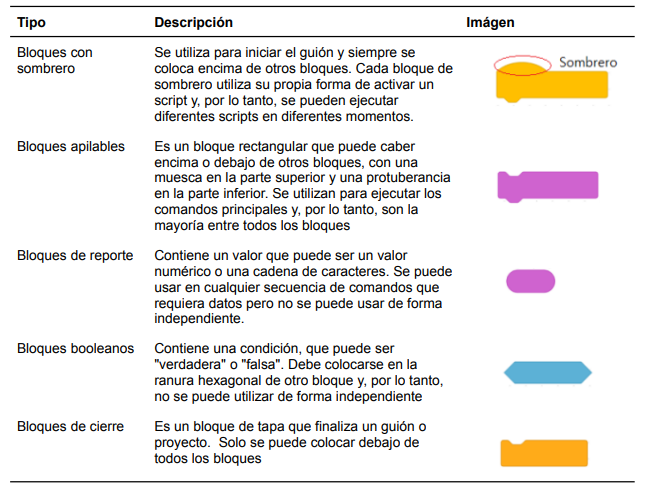 Tipo Descripción Imágen
Bloques con sombrero
Se utiliza para iniciar el guión y siempre se
coloca encima de otros bloques. Cada bloque de
sombrero utiliza su propia forma de activar un
script y, por lo tanto, se pueden ejecutar
diferentes scripts en diferentes momentos.
Sombrero
Bloques apilables
Es un bloque rectangular que puede caber
encima o debajo de otros bloques, con una
muesca en la parte superior y una protuberancia
en la parte inferior. Se utilizan para ejecutar los
comandos principales y, por lo tanto, son la
mayoría entre todos los bloques
Bloques de reporte
Contiene un valor que puede ser un valor
numérico o una cadena de caracteres. Se puede
usar en cualquier secuencia de comandos que
requiera datos pero no se puede usar de forma
independiente.
Bloques booleanos
Contiene una condición, que puede ser
"verdadera" o "falsa". Debe colocarse en la
ranura hexagonal de otro bloque y, por lo tanto,
no se puede utilizar de forma independiente
Bloques de cierre
Es un bloque de tapa que finaliza un guión o
proyecto. Solo se puede colocar debajo de
todos los bloques